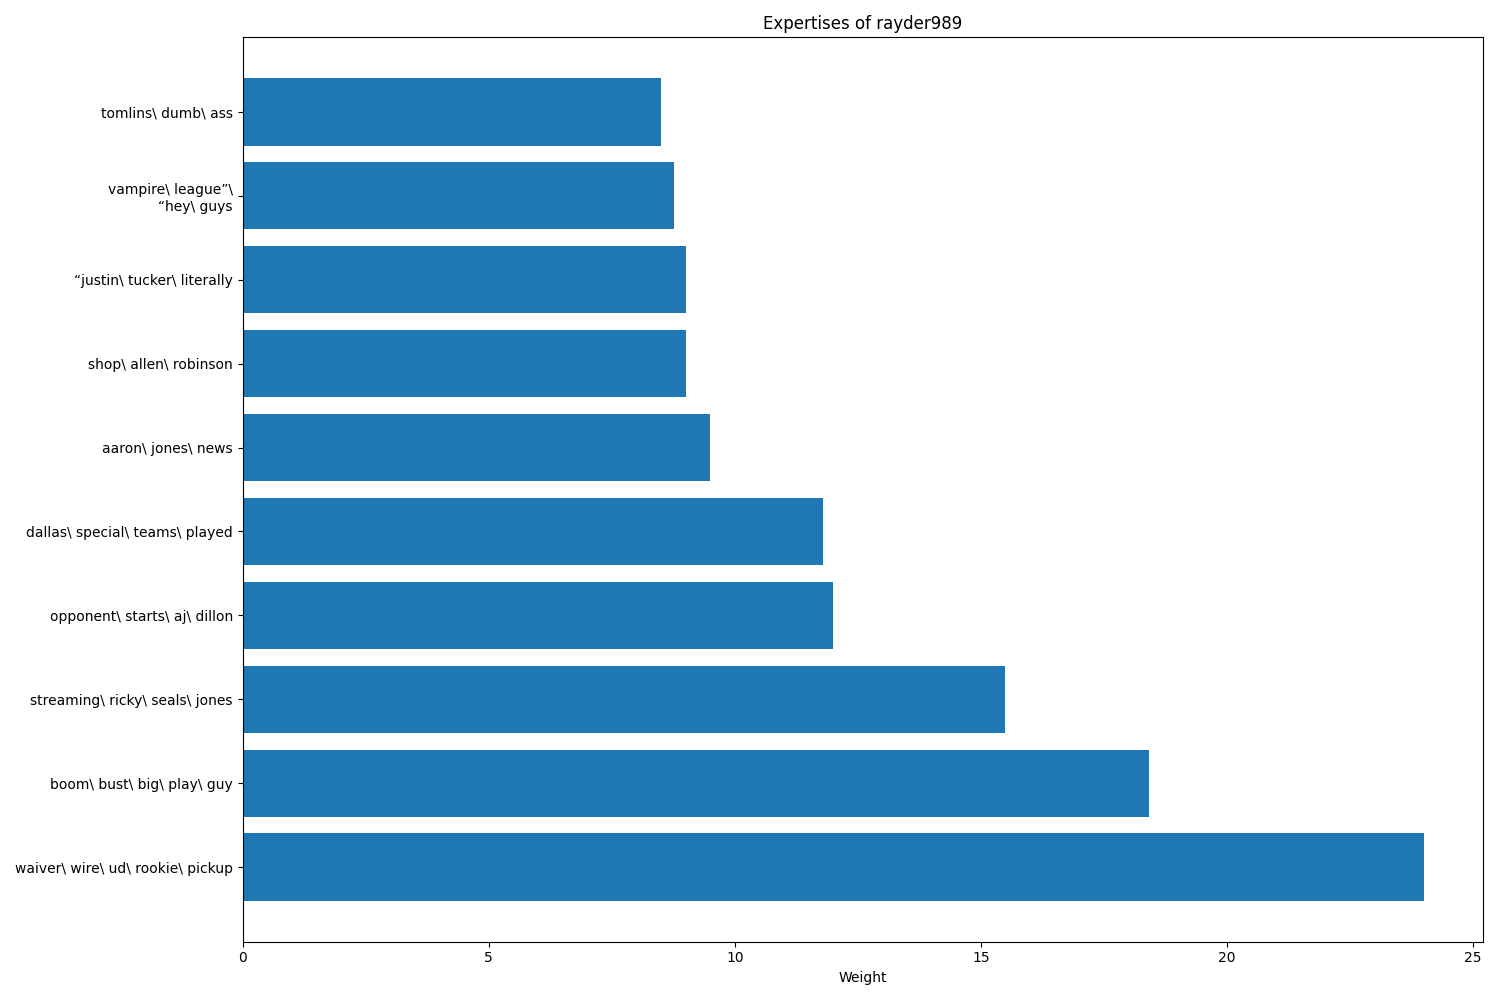 Expertises of rayder989
tomlins\ dumb\ ass
vampire\ league”\
“hey\ guys
“justin\ tucker\ literally
shop\ allen\ robinson
aaron\ jones\ news
dallas\ special\ teams\ played
opponent\ starts\ aj\ dillon
streaming\ ricky\ seals\ jones
boom\ bust\ big\ play\ guy
waiver\ wire\ ud\ rookie\ pickup
0 5 10 15 20 25
Weight